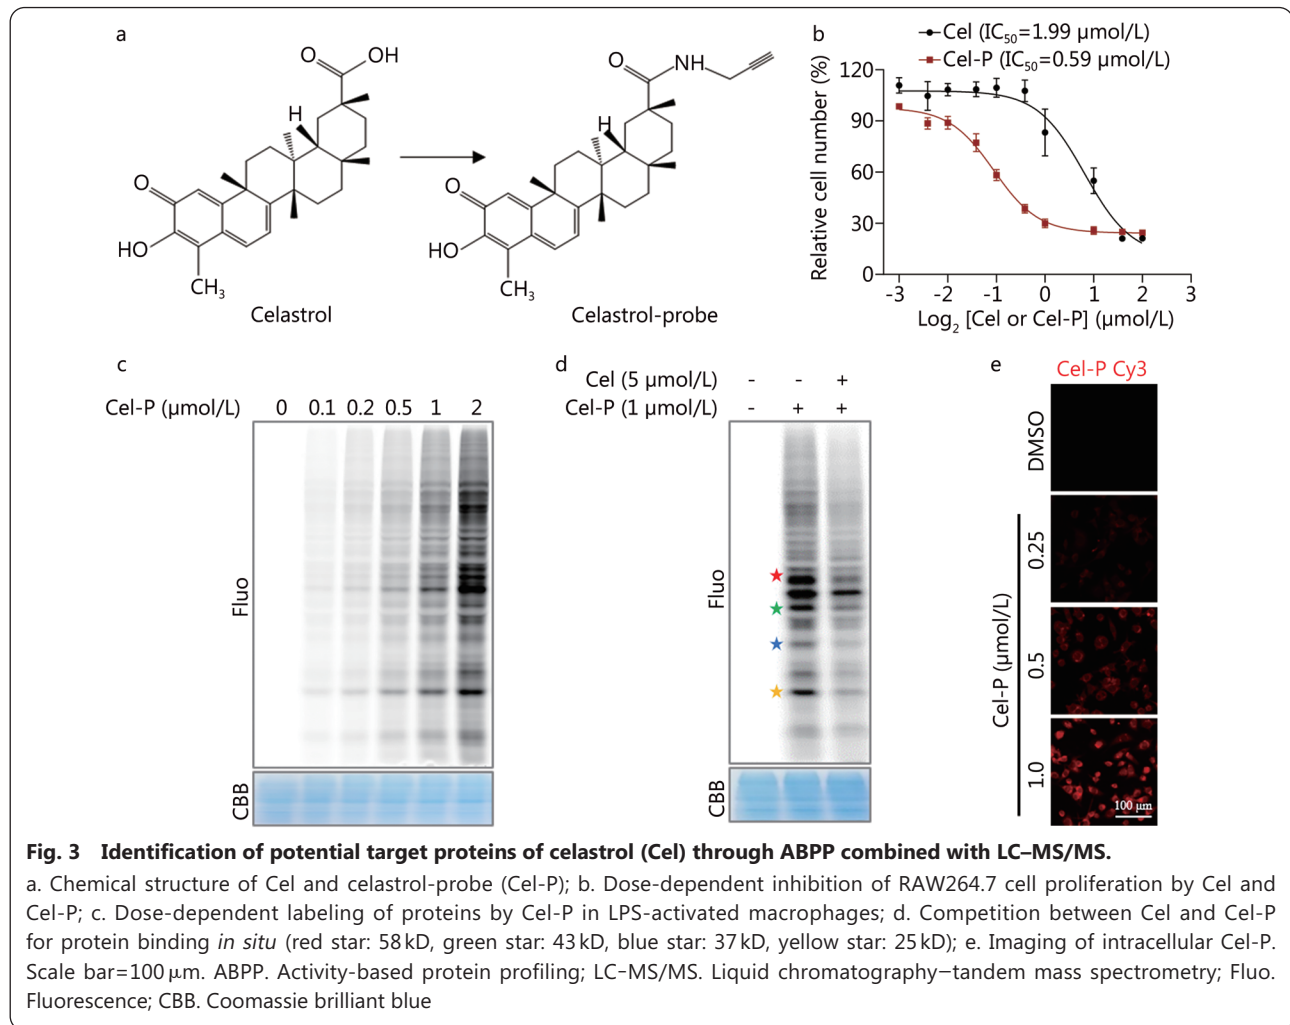 a
O
OH
H
O
HO
CH3
Celastrol
O
NH
H
O
HO
CH3
Celastrol-probe
b
Cel (IC50=1.99 μmol/L)
Cel-P (IC50=0.59 μmol/L)
Relative cell number (%)
120
90
60
30
0
-3 -2 -1 0 1 2 3
Log2 [Cel or Cel-P] (μmol/L)
c
Cel-P (μmol/L) 0 0.1 0.2 0.5 1 2
Fluo
CBB
d
Cel (5 μmol/L) - - +
Cel-P (1 μmol/L) - + +
Fluo
CBB
e
Cel-P Cy3
DMSO
Cel-P (μmol/L)
0.25
0.5
1.0
100 μm
Fig. 3 Identification of potential target proteins of celastrol (Cel) through ABPP combined with LC–MS/MS.
a. Chemical structure of Cel and celastrol-probe (Cel-P); b. Dose-dependent inhibition of RAW264.7 cell proliferation by Cel and
Cel-P; c. Dose-dependent labeling of proteins by Cel-P in LPS-activated macrophages; d. Competition between Cel and Cel-P
for protein binding in situ (red star: 58 kD, green star: 43 kD, blue star: 37 kD, yellow star: 25 kD); e. Imaging of intracellular Cel-P.
Scale bar=100 μm. ABPP. Activity-based protein profiling; LC-MS/MS. Liquid chromatography–tandem mass spectrometry; Fluo.
Fluorescence; CBB. Coomassie brilliant blue